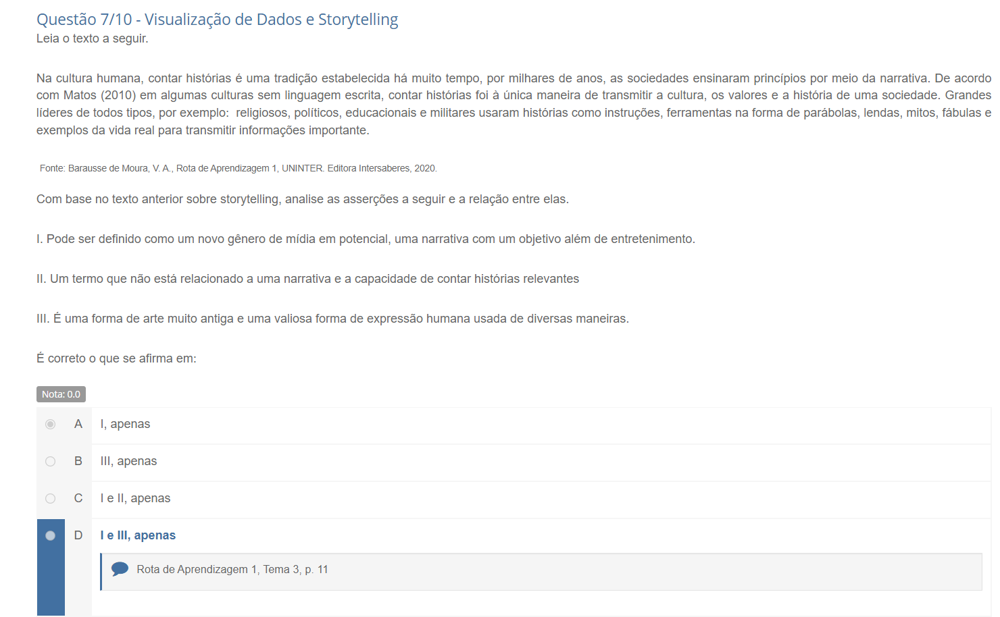 Questão 7/10 - Visualização de Dados e Storytelling
Leia o texto a seguir.
Na cultura humana, contar histórias é uma tradição estabelecida há muito tempo, por milhares de anos, as sociedades ensinaram princípios por meio da narrativa. De acordo
com Matos (2010) em algumas culturas sem linguagem escrita, contar histórias foi à única maneira de transmitir a cultura, os valores e a história de uma sociedade. Grandes
líderes de todos tipos, por exemplo:  religiosos, políticos, educacionais e militares usaram histórias como instruções, ferramentas na forma de parábolas, lendas, mitos, fábulas e
exemplos da vida real para transmitir informações importante.
Fonte: Barausse de Moura, V. A., Rota de Aprendizagem 1, UNINTER. Editora Intersaberes, 2020.
Com base no texto anterior sobre storytelling, analise as asserções a seguir e a relação entre elas.
I. Pode ser definido como um novo gênero de mídia em potencial, uma narrativa com um objetivo além de entretenimento.
II. Um termo que não está relacionado a uma narrativa e a capacidade de contar histórias relevantes
III. É uma forma de arte muito antiga e uma valiosa forma de expressão humana usada de diversas maneiras.
É correto o que se afirma em:
Nota: 0.0
A I, apenas
B III, apenas
C I e II, apenas
D I e III, apenas
Rota de Aprendizagem 1, Tema 3, p. 11